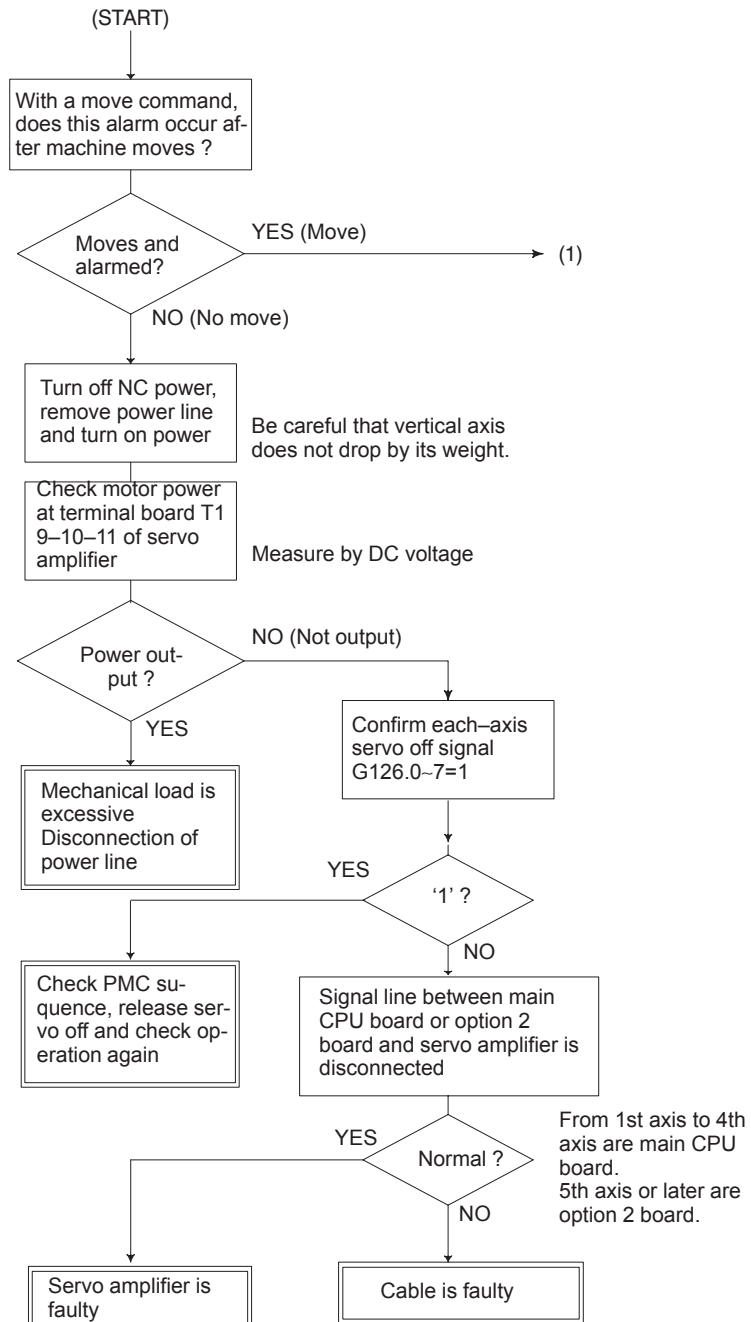 (START)
With a move command,
does this alarm occur af-
ter machine moves ?
Moves and
alarmed?
YES (Move)
(1)
NO (No move)
Turn off NC power,
remove power line
and turn on power
Be careful that vertical axis
does not drop by its weight.
Check motor power
at terminal board T1
9–10–11 of servo
amplifier
Measure by DC voltage
Power out-
put ?
NO (Not output)
YES
Confirm each–axis
servo off signal
G126.0~7=1
Mechanical load is
excessive
Disconnection of
power line
YES
‘1’ ?
NO
Check PMC su-
quence, release ser-
vo off and check op-
eration again
Signal line between main
CPU board or option 2
board and servo amplifier is
disconnected
From 1st axis to 4th
axis are main CPU
board.
5th axis or later are
option 2 board.
YES
Normal ?
NO
Servo amplifier is
faulty
Cable is faulty